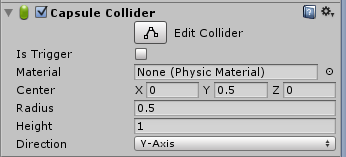 Capsule Collider
Edit Collider
Is Trigger
Material None (Physic Material)
Center X 0 Y 0.5 Z 0
Radius 0.5
Height 1
Direction Y-Axis